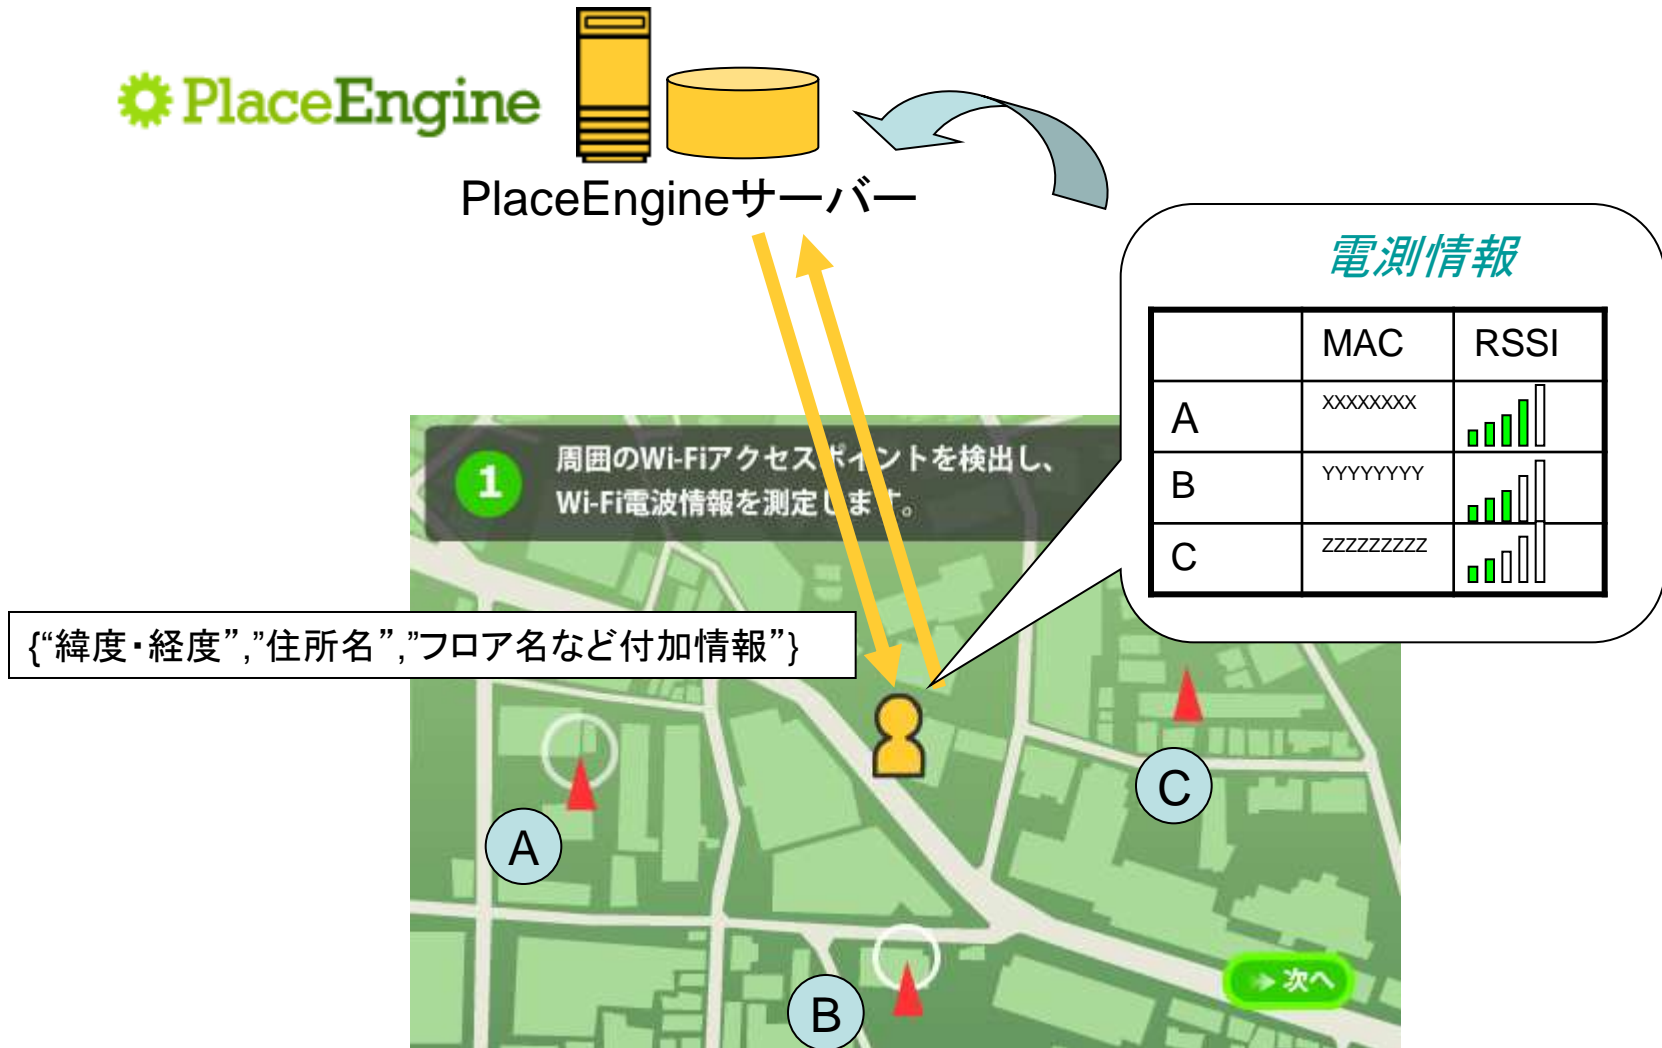 PlaceEngine
PlaceEngineサーバー
電測情報
MAC RSSI
A XXXXXXXX
B YYYYYYYY
C ZZZZZZZZZ
1
周囲のWi-Fiアクセスポイントを検出し、
Wi-Fi電波情報を測定します。
{“緯度・経度”,”住所名”,”フロア名など付加情報”}
A
C
B
次へ